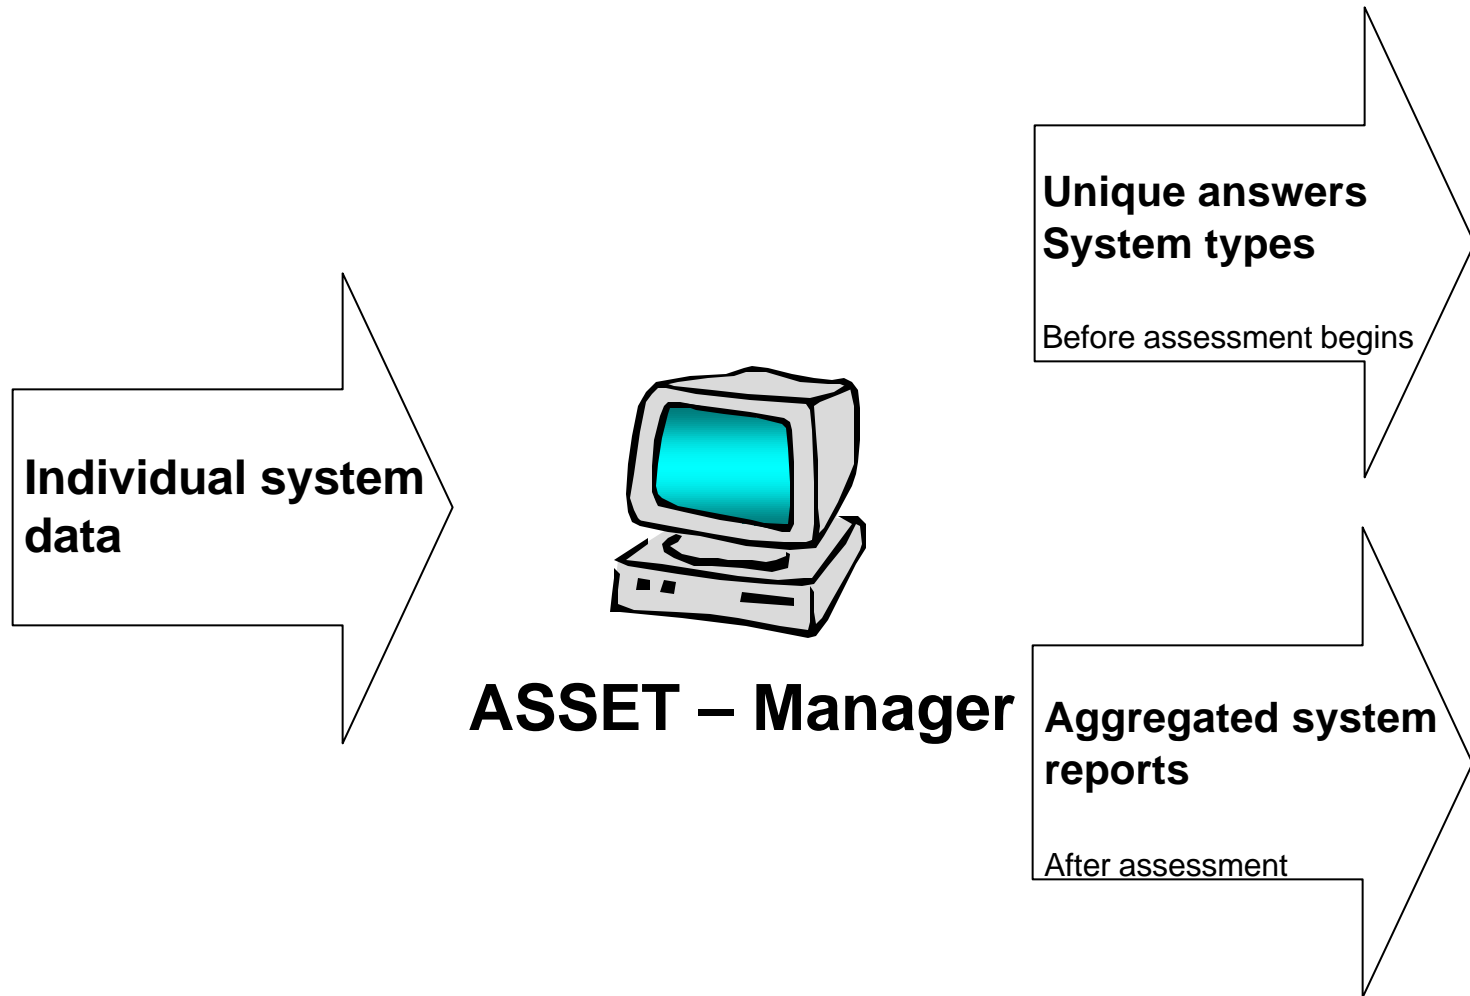 Individual system
data
ASSET – Manager
Unique answers
System types
Before assessment begins
Aggregated system
reports
After assessment